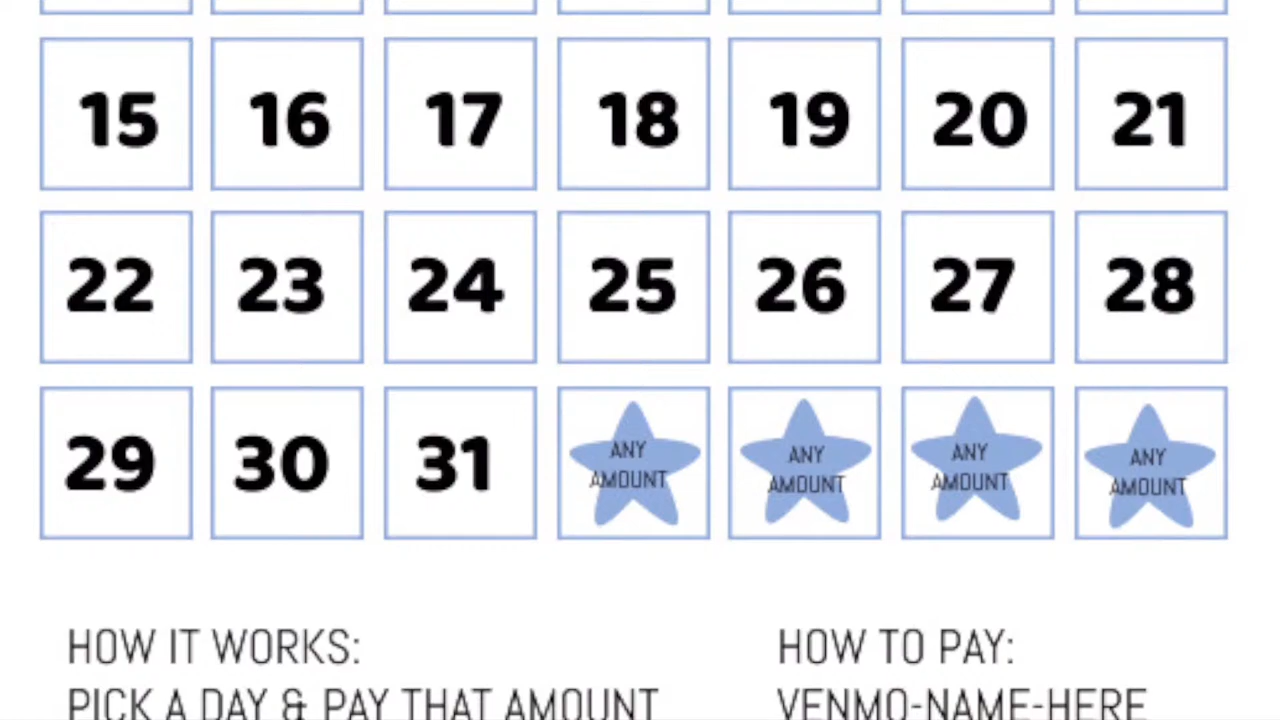 15 16 17 18 19 20 21
22 23 24 25 26 27 28
29 30 31 ANY ANY ANY ANY
AMOUNT AMOUNT AMOUNT AMOUNT
HOW IT WORKS: HOW TO PAY:
PICK A DAY & PAY THAT AMOUNT VENMO-NAME-HERE